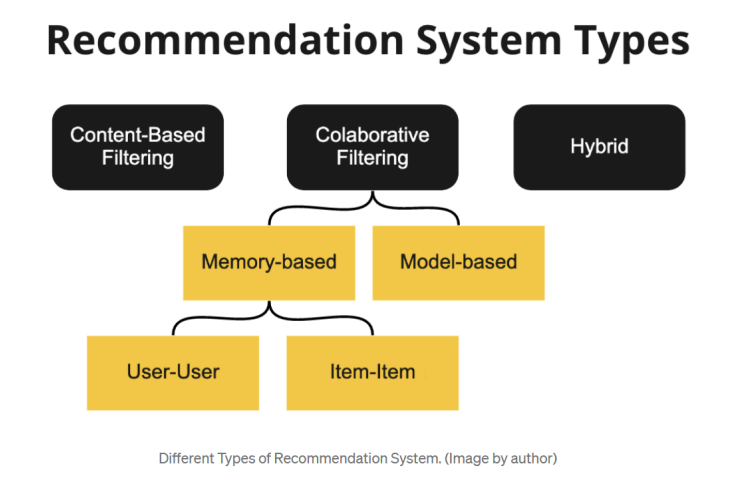 Recommendation System Types
Content-Based
Filtering
Colaborative
Filtering
Hybrid
Memory-based
Model-based
User-User
Item-Item
Different Types of Recommendation System. (Image by author)